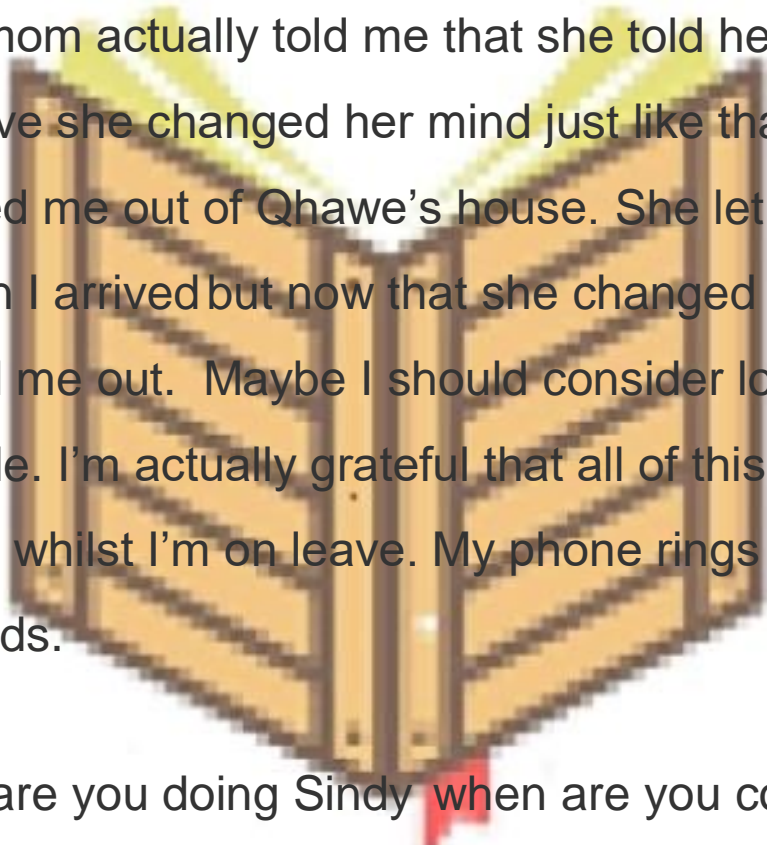 mom actually told me that she told he
ve she changed her mind just like tha
ed me out of Qhawe’s house. She let
n I arrived but now that she changed
me out. Maybe I should consider lo
le. I’m actually grateful that all of this
whilst I’m on leave. My phone rings
ds.
are you doing Sindy when are you co